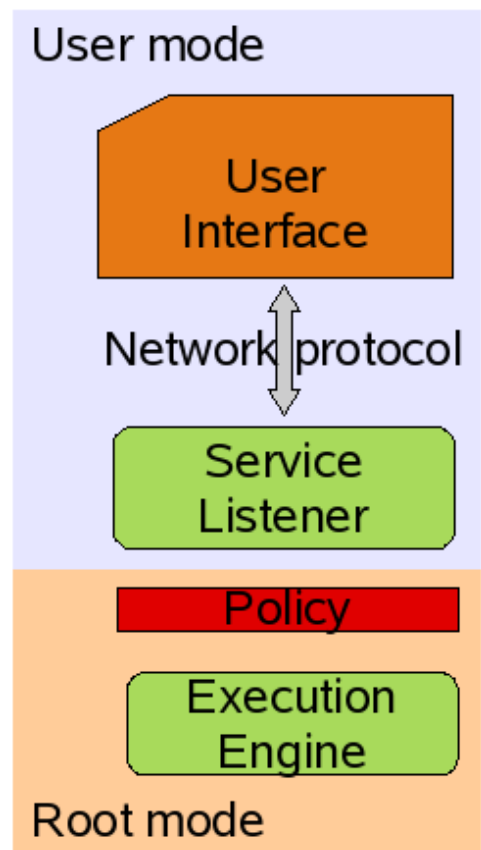 User mode
User
Interface
Network protocol
Service
Listener
Policy
Execution
Engine
Root mode